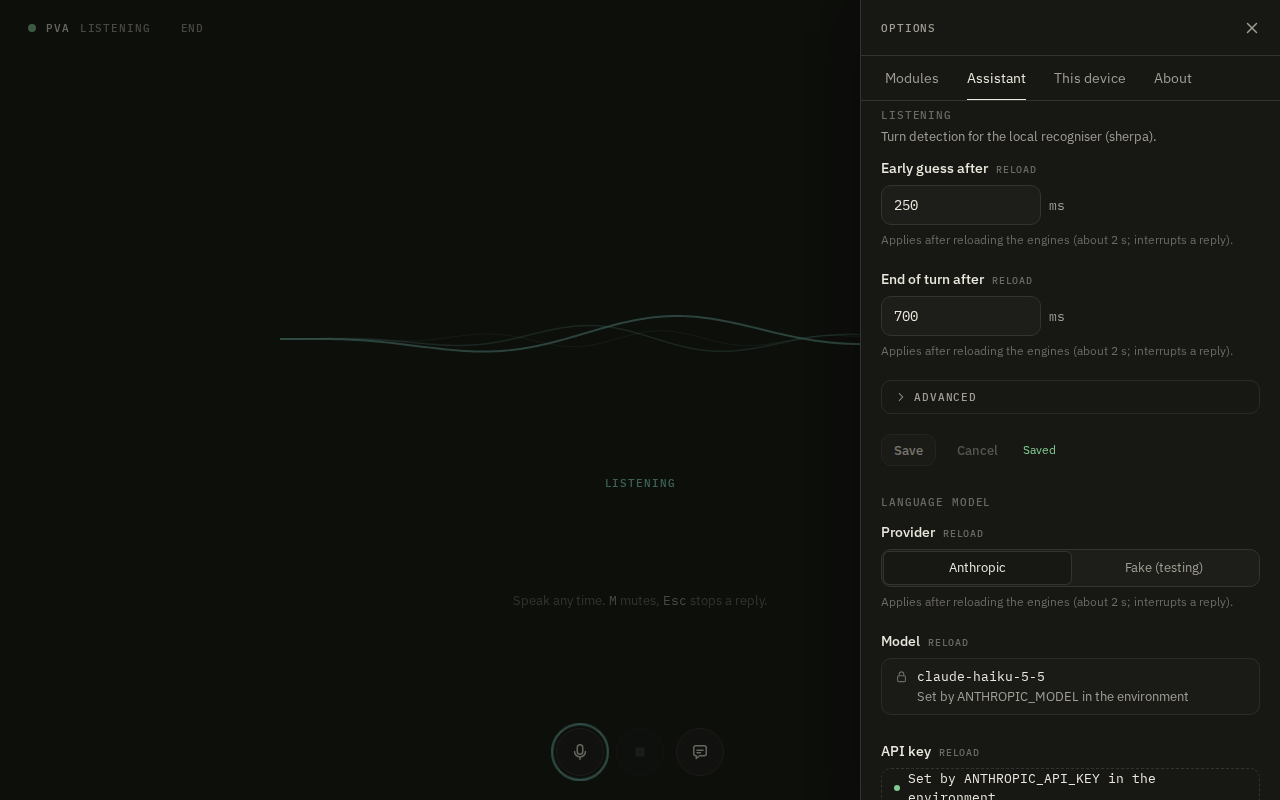 PVA LISTENING END
LISTENING
Speak any time. M mutes, Esc stops a reply.
OPTIONS
Modules Assistant This device About
LISTENING
Turn detection for the local recogniser (sherpa).
Early guess after RELOAD
250 ms
Applies after reloading the engines (about 2 s; interrupts a reply).
End of turn after RELOAD
700 ms
Applies after reloading the engines (about 2 s; interrupts a reply).
ADVANCED
Save Cancel Saved
LANGUAGE MODEL
Provider RELOAD
Anthropic Fake (testing)
Applies after reloading the engines (about 2 s; interrupts a reply).
Model RELOAD
claude-haiku-5-5
Set by ANTHROPIC_MODEL in the environment
API key RELOAD
Set by ANTHROPIC_API_KEY in the
environment